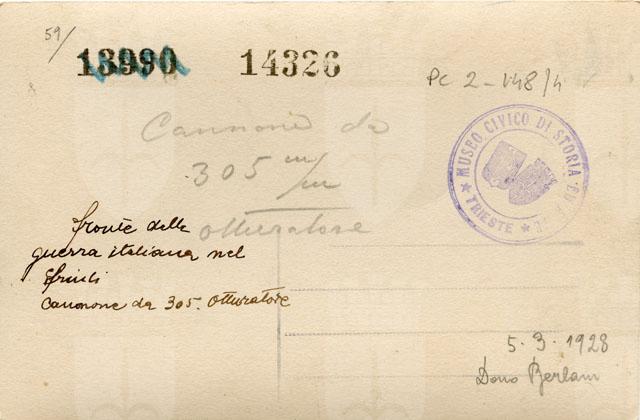 59/
13990 14326
PC 2-148/4
Cannone da
305 m/m
otturatore
MUSEO CIVICO DI STORIA ED
★ TRIESTE ★
fronte della
guerra italiana nel
friuli
Cannone da 305. Otturatore
5.3.1928
Dono Berlam